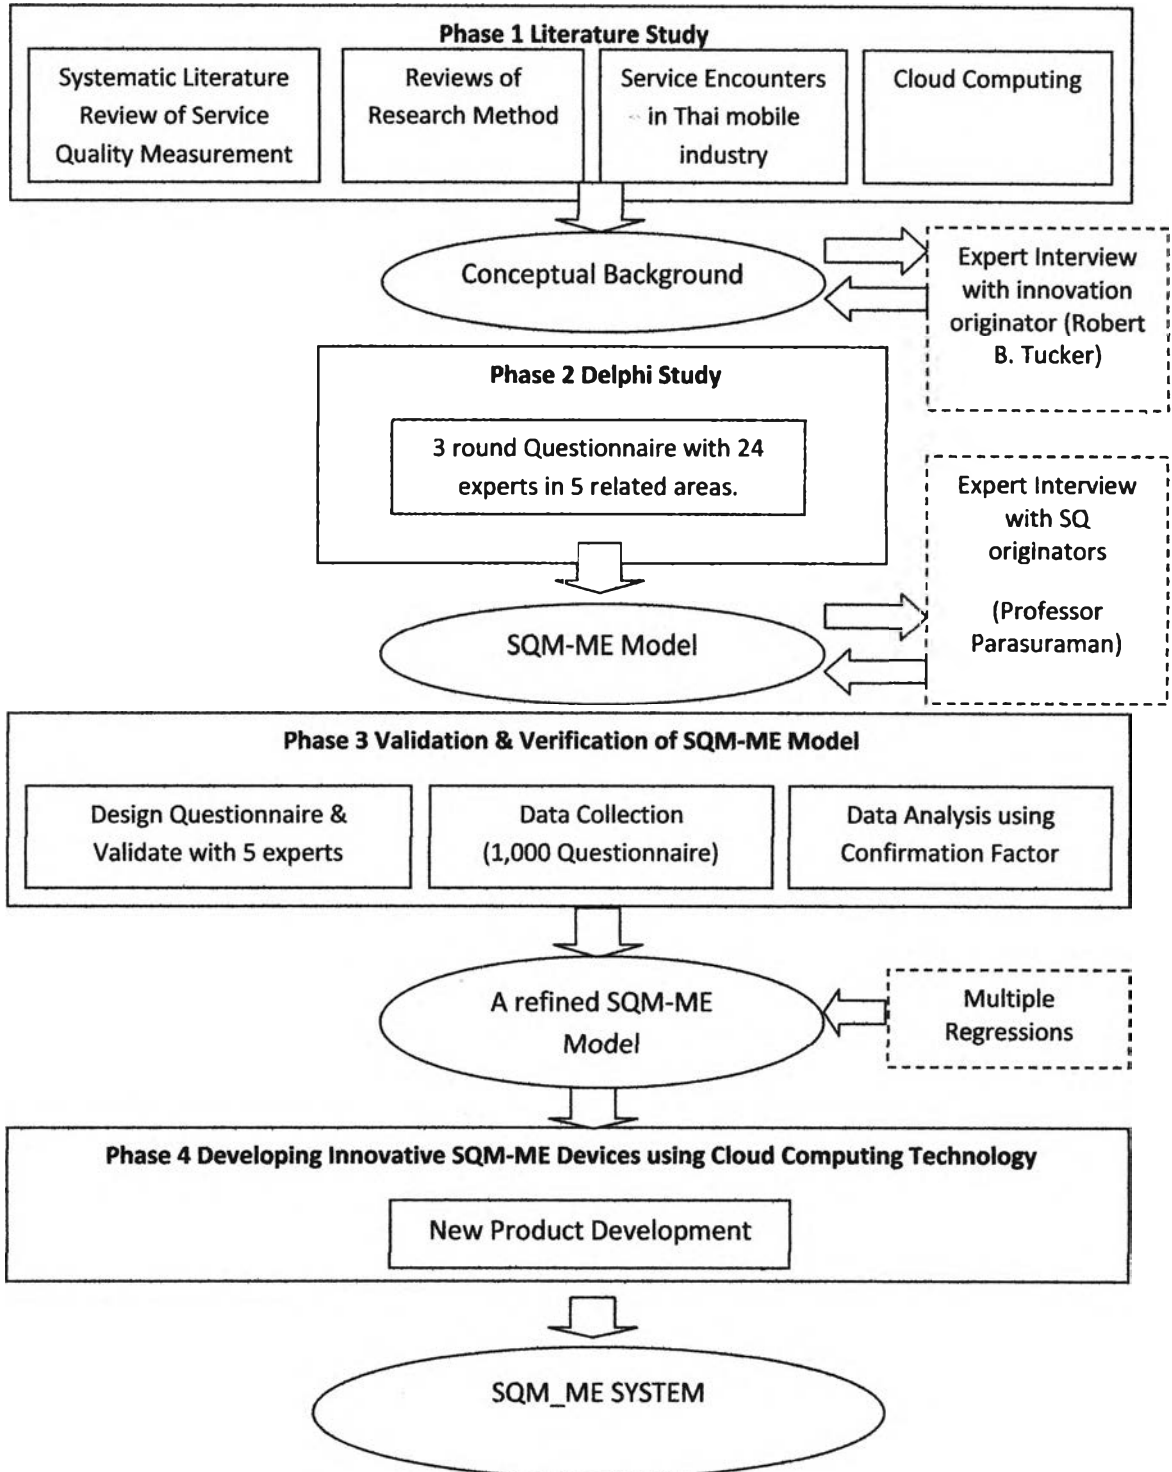 Phase 1 Literature Study
Systematic Literature
Review of Service
Quality Measurement
Reviews of
Research Method
Service Encounters
in Thai mobile
industry
Cloud Computing
Conceptual Background
Expert Interview
with innovation
originator (Robert
B. Tucker)
Phase 2 Delphi Study
3 round Questionnaire with 24
experts in 5 related areas.
Expert Interview
with SQ
originators
(Professor
Parasuraman)
SQM-ME Model
Phase 3 Validation & Verification of SQM-ME Model
Design Questionnaire &
Validate with 5 experts
Data Collection
(1,000 Questionnaire)
Data Analysis using
Confirmation Factor
A refined SQM-ME
Model
Multiple
Regressions
Phase 4 Developing Innovative SQM-ME Devices using Cloud Computing Technology
New Product Development
SQM_ME SYSTEM